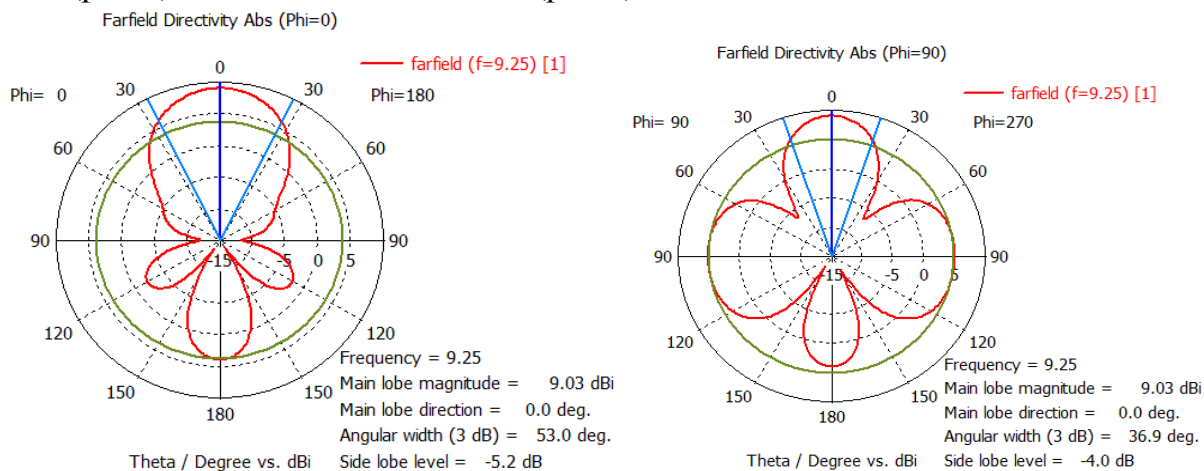 Farfield Directivity Abs (Phi=0)
0
farfield (f=9.25) [1]
Phi= 0
30
30
Phi=180
60
60
90
-15
-5
0
5
90
120
120
150
150
180
Frequency = 9.25
Main lobe magnitude = 9.03 dBi
Main lobe direction = 0.0 deg.
Angular width (3 dB) = 53.0 deg.
Theta / Degree vs. dBi
Side lobe level = -5.2 dB
Farfield Directivity Abs (Phi=90)
0
farfield (f=9.25) [1]
Phi= 90
30
30
Phi=270
60
60
90
-15
-5
0
5
90
120
120
150
150
180
Frequency = 9.25
Main lobe magnitude = 9.03 dBi
Main lobe direction = 0.0 deg.
Angular width (3 dB) = 36.9 deg.
Theta / Degree vs. dBi
Side lobe level = -4.0 dB